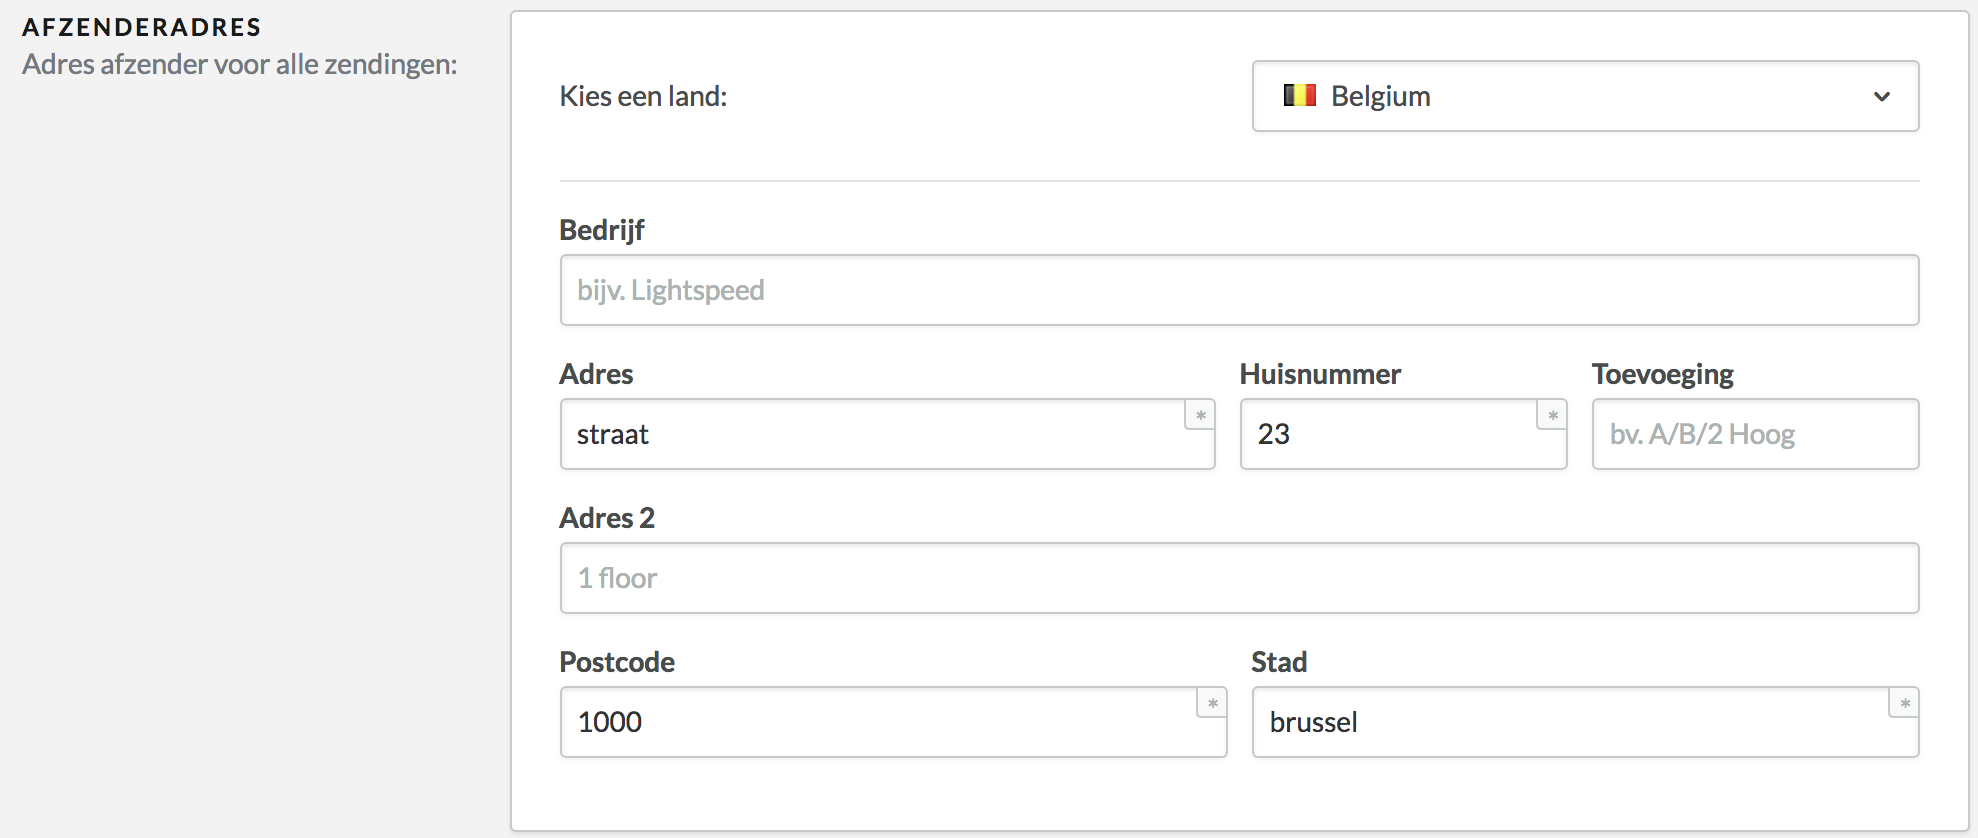 AFZENDERADRES
Adres afzender voor alle zendingen:
Kies een land:
Belgium
Bedrijf
bijv. Lightspeed
Adres
Huisnummer
Toevoeging
straat *
23 *
bv. A/B/2 Hoog
Adres 2
1 floor
Postcode
Stad
1000 *
brussel *